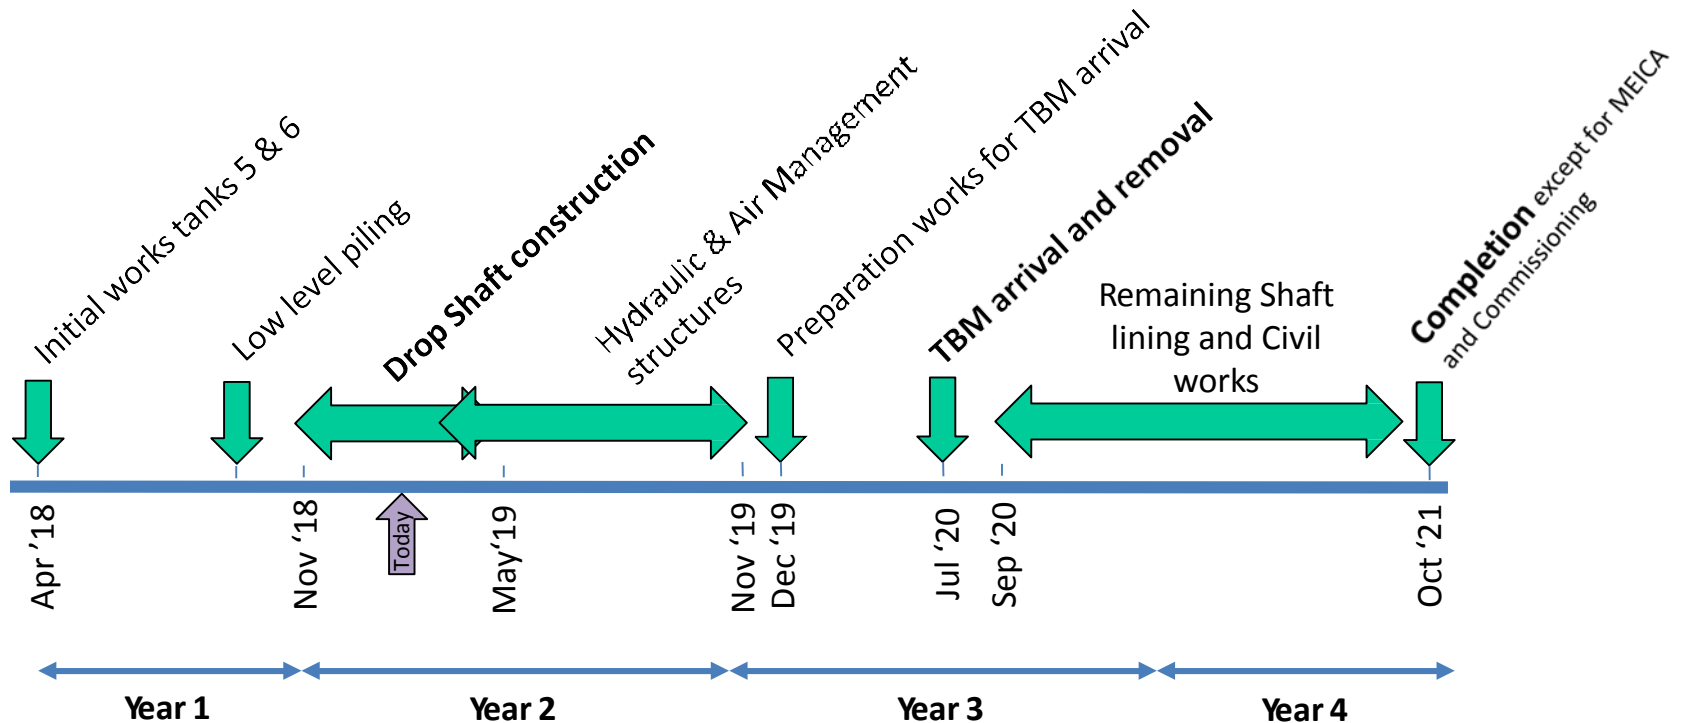 Initial works tanks 5 & 6
Low level piling
Drop Shaft construction
Hydraulic & Air Management
structures
Preparation works for TBM arrival
TBM arrival and removal
Remaining Shaft
lining and Civil
works
Completion except for MEICA
and Commissioning
Apr ’18
Nov ‘18
Today
May‘19
Nov ‘19
Dec ‘19
Jul ‘20
Sep ‘20
Oct ‘21
Year 1
Year 2
Year 3
Year 4